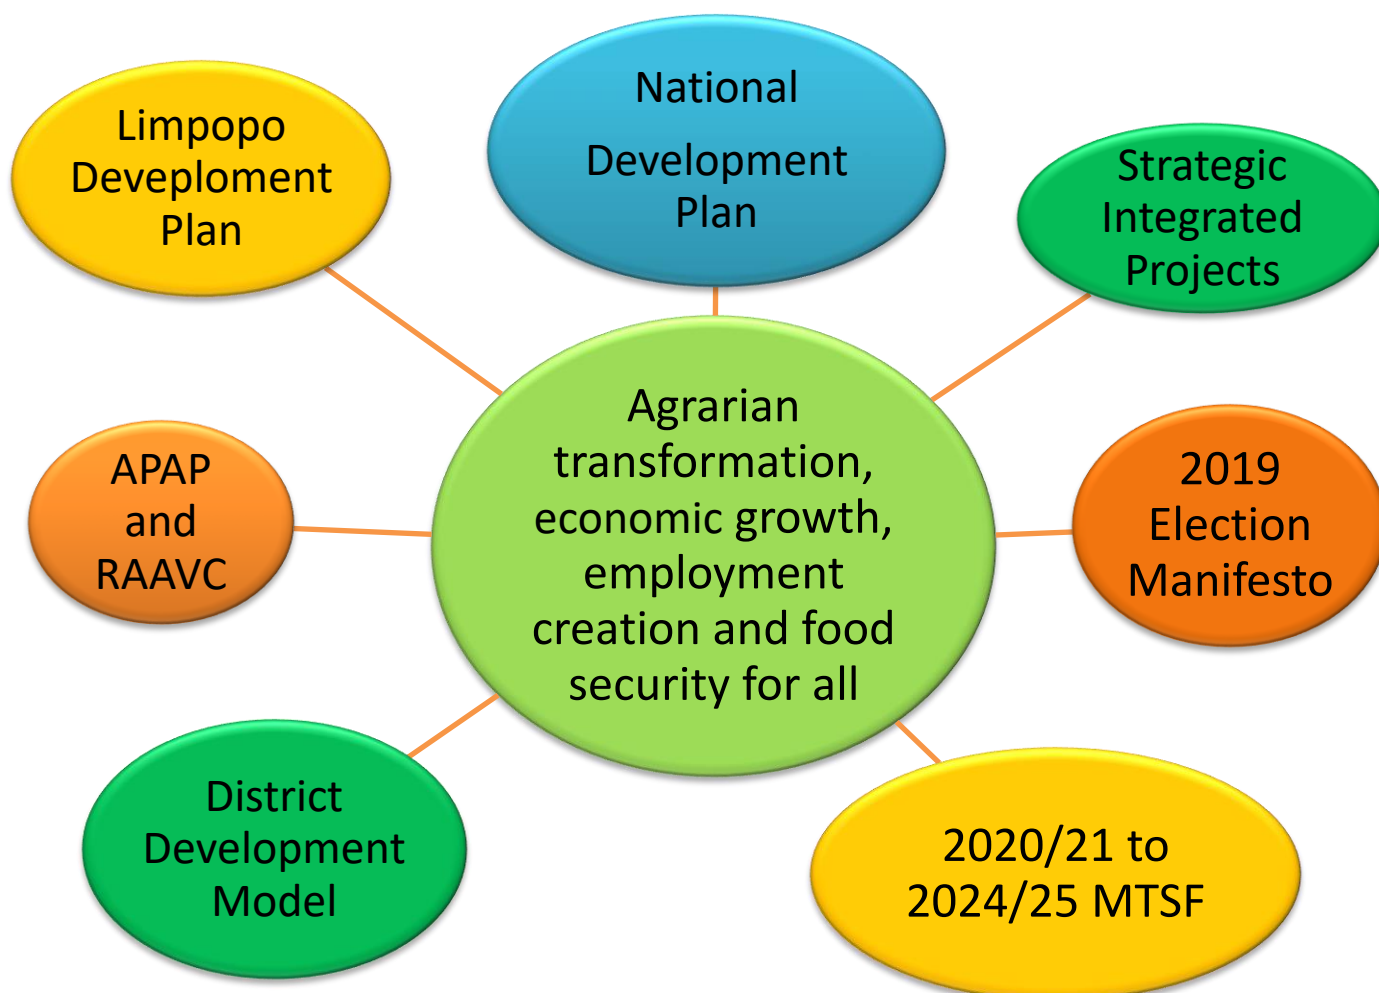 Limpopo
Deveploment
Plan
National
Development
Plan
Strategic
Integrated
Projects
APAP
and
RAAVC
Agrarian
transformation,
economic growth,
employment
creation and food
security for all
2019
Election
Manifesto
District
Development
Model
2020/21 to
2024/25 MTSF